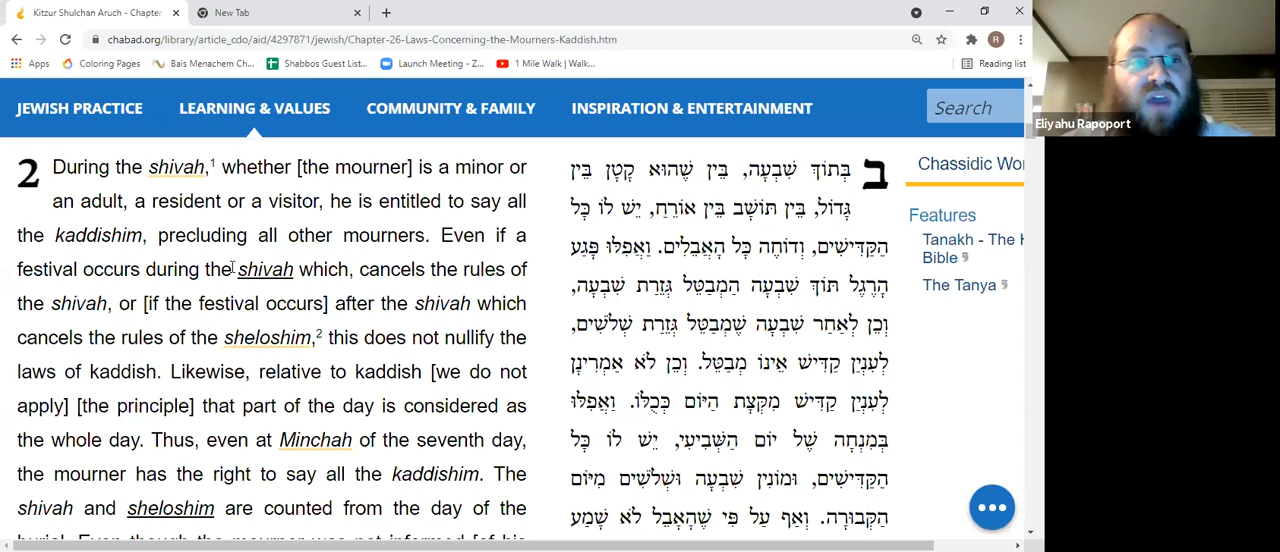 Kitzur Shulchan Aruch - Chapter
New Tab
chabad.org/library/article_cdo/aid/4297871/jewish/Chapter-26-Laws-Concerning-the-Mourners-Kaddish.htm
R
Apps
Coloring Pages
Bais Menachem Ch...
Shabbos Guest List...
Launch Meeting - Z...
1 Mile Walk | Walk...
Reading list
JEWISH PRACTICE
LEARNING & VALUES
COMMUNITY & FAMILY
INSPIRATION & ENTERTAINMENT
Search
Eliyahu Rapoport
2 During the shivah,1 whether [the mourner] is a minor or
an adult, a resident or a visitor, he is entitled to say all
the kaddishim, precluding all other mourners. Even if a
festival occurs during the shivah which, cancels the rules of
the shivah, or [if the festival occurs] after the shivah which
cancels the rules of the sheloshim,2 this does not nullify the
laws of kaddish. Likewise, relative to kaddish [we do not
apply] [the principle] that part of the day is considered as
the whole day. Thus, even at Minchah of the seventh day,
the mourner has the right to say all the kaddishim. The
shivah and sheloshim are counted from the day of the
ב בְּתוֹךְ שִׁבְעָה, בֵּין שֶׁהוּא קָטָן בֵּין
גָּדוֹל, בֵּין תּוֹשָׁב בֵּין אוֹרֵחַ, יֵשׁ לוֹ כָּל
הַקַּדִּישִׁים, וְדוֹחֶה כָּל הָאֲבֵלִים. וַאֲפִלּוּ פָּגַע
הָרֶגֶל תּוֹךְ שִׁבְעָה הַמְבַטֵּל גְּזֵרַת שִׁבְעָה,
וְכֵן לְאַחַר שִׁבְעָה שֶׁמְבַטֵּל גְּזֵרַת שְׁלֹשִׁים,
לְעִנְיַן קַדִּישׁ אֵינוֹ מְבַטֵּל. וְכֵן לֹא אַמְרִינָן
לְעִנְיַן קַדִּישׁ מִקְצָת הַיּוֹם כְּכֻלּוֹ. וַאֲפִלּוּ
בְּמִנְחָה שֶׁל יוֹם הַשְּׁבִיעִי, יֵשׁ לוֹ כָּל
הַקַּדִּישִׁים, וּמוֹנִין שִׁבְעָה וּשְׁלֹשִׁים מִיּוֹם
הַקְּבוּרָה. וְאַף עַל פִּי שֶׁהָאָבֵל לֹא שָׁמַע
Chassidic Wo
Features
Tanakh - The H
Bible
The Tanya